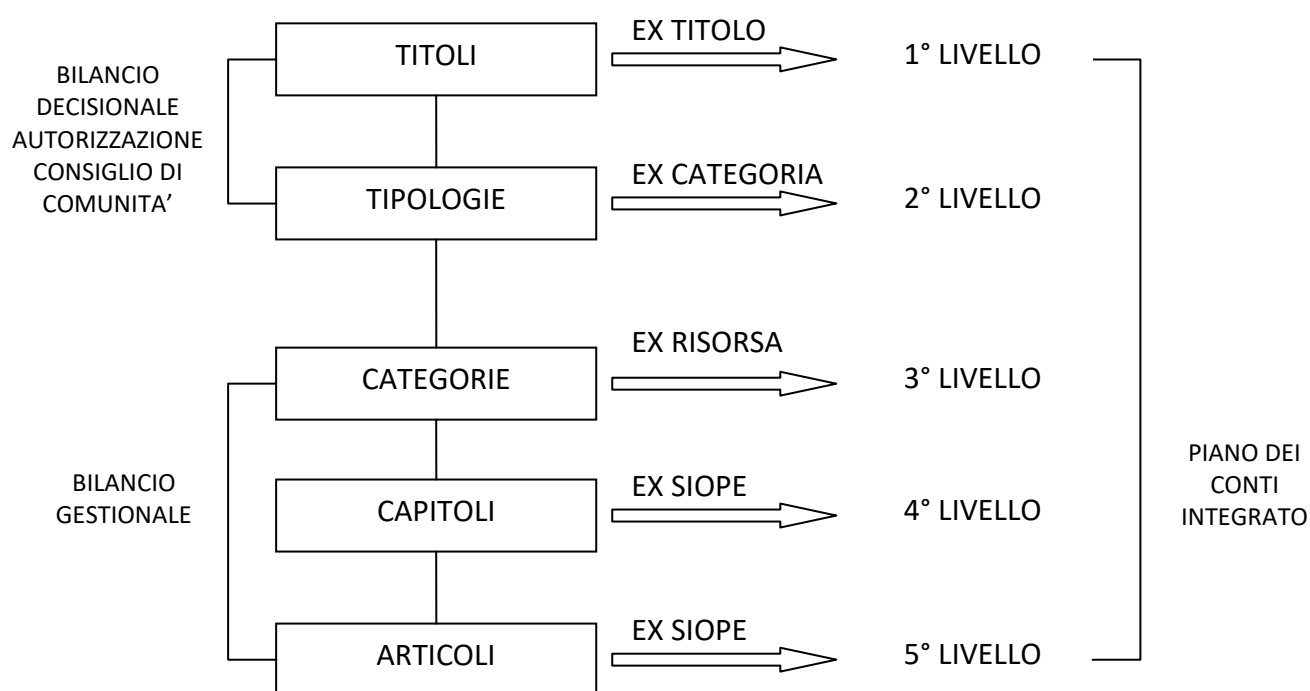 BILANCIO
DECISIONALE
AUTORIZZAZIONE
CONSIGLIO DI
COMUNITA’
TITOLI
EX TITOLO
1° LIVELLO
TIPOLOGIE
EX CATEGORIA
2° LIVELLO
BILANCIO
GESTIONALE
CATEGORIE
EX RISORSA
3° LIVELLO
CAPITOLI
EX SIOPE
4° LIVELLO
ARTICOLI
EX SIOPE
5° LIVELLO
PIANO DEI
CONTI
INTEGRATO